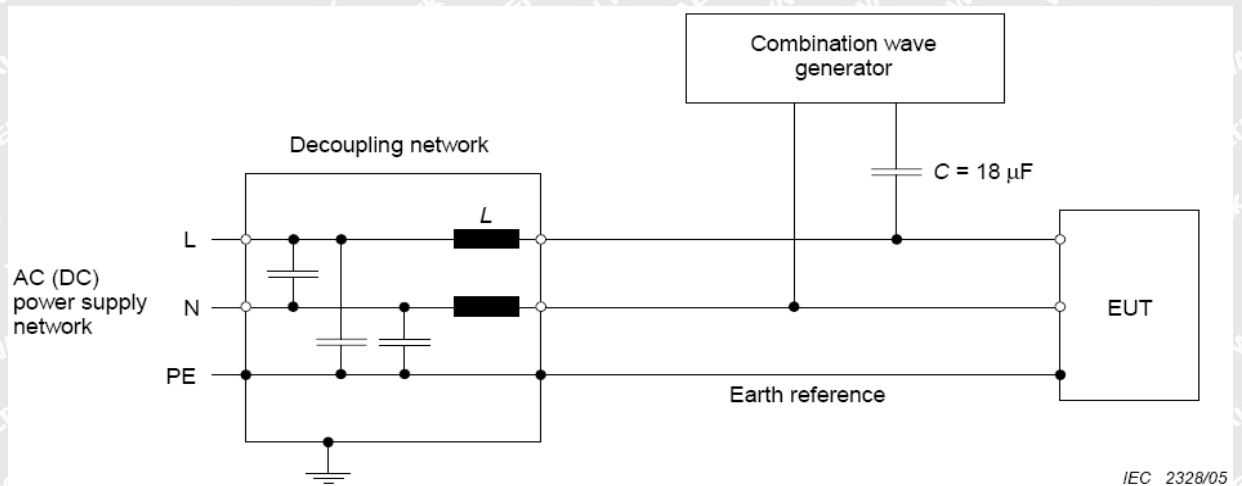 Combination wave
generator
Decoupling network
C = 18 μF
L
L
AC (DC)
power supply
network
N
EUT
PE
Earth reference
IEC 2328/05